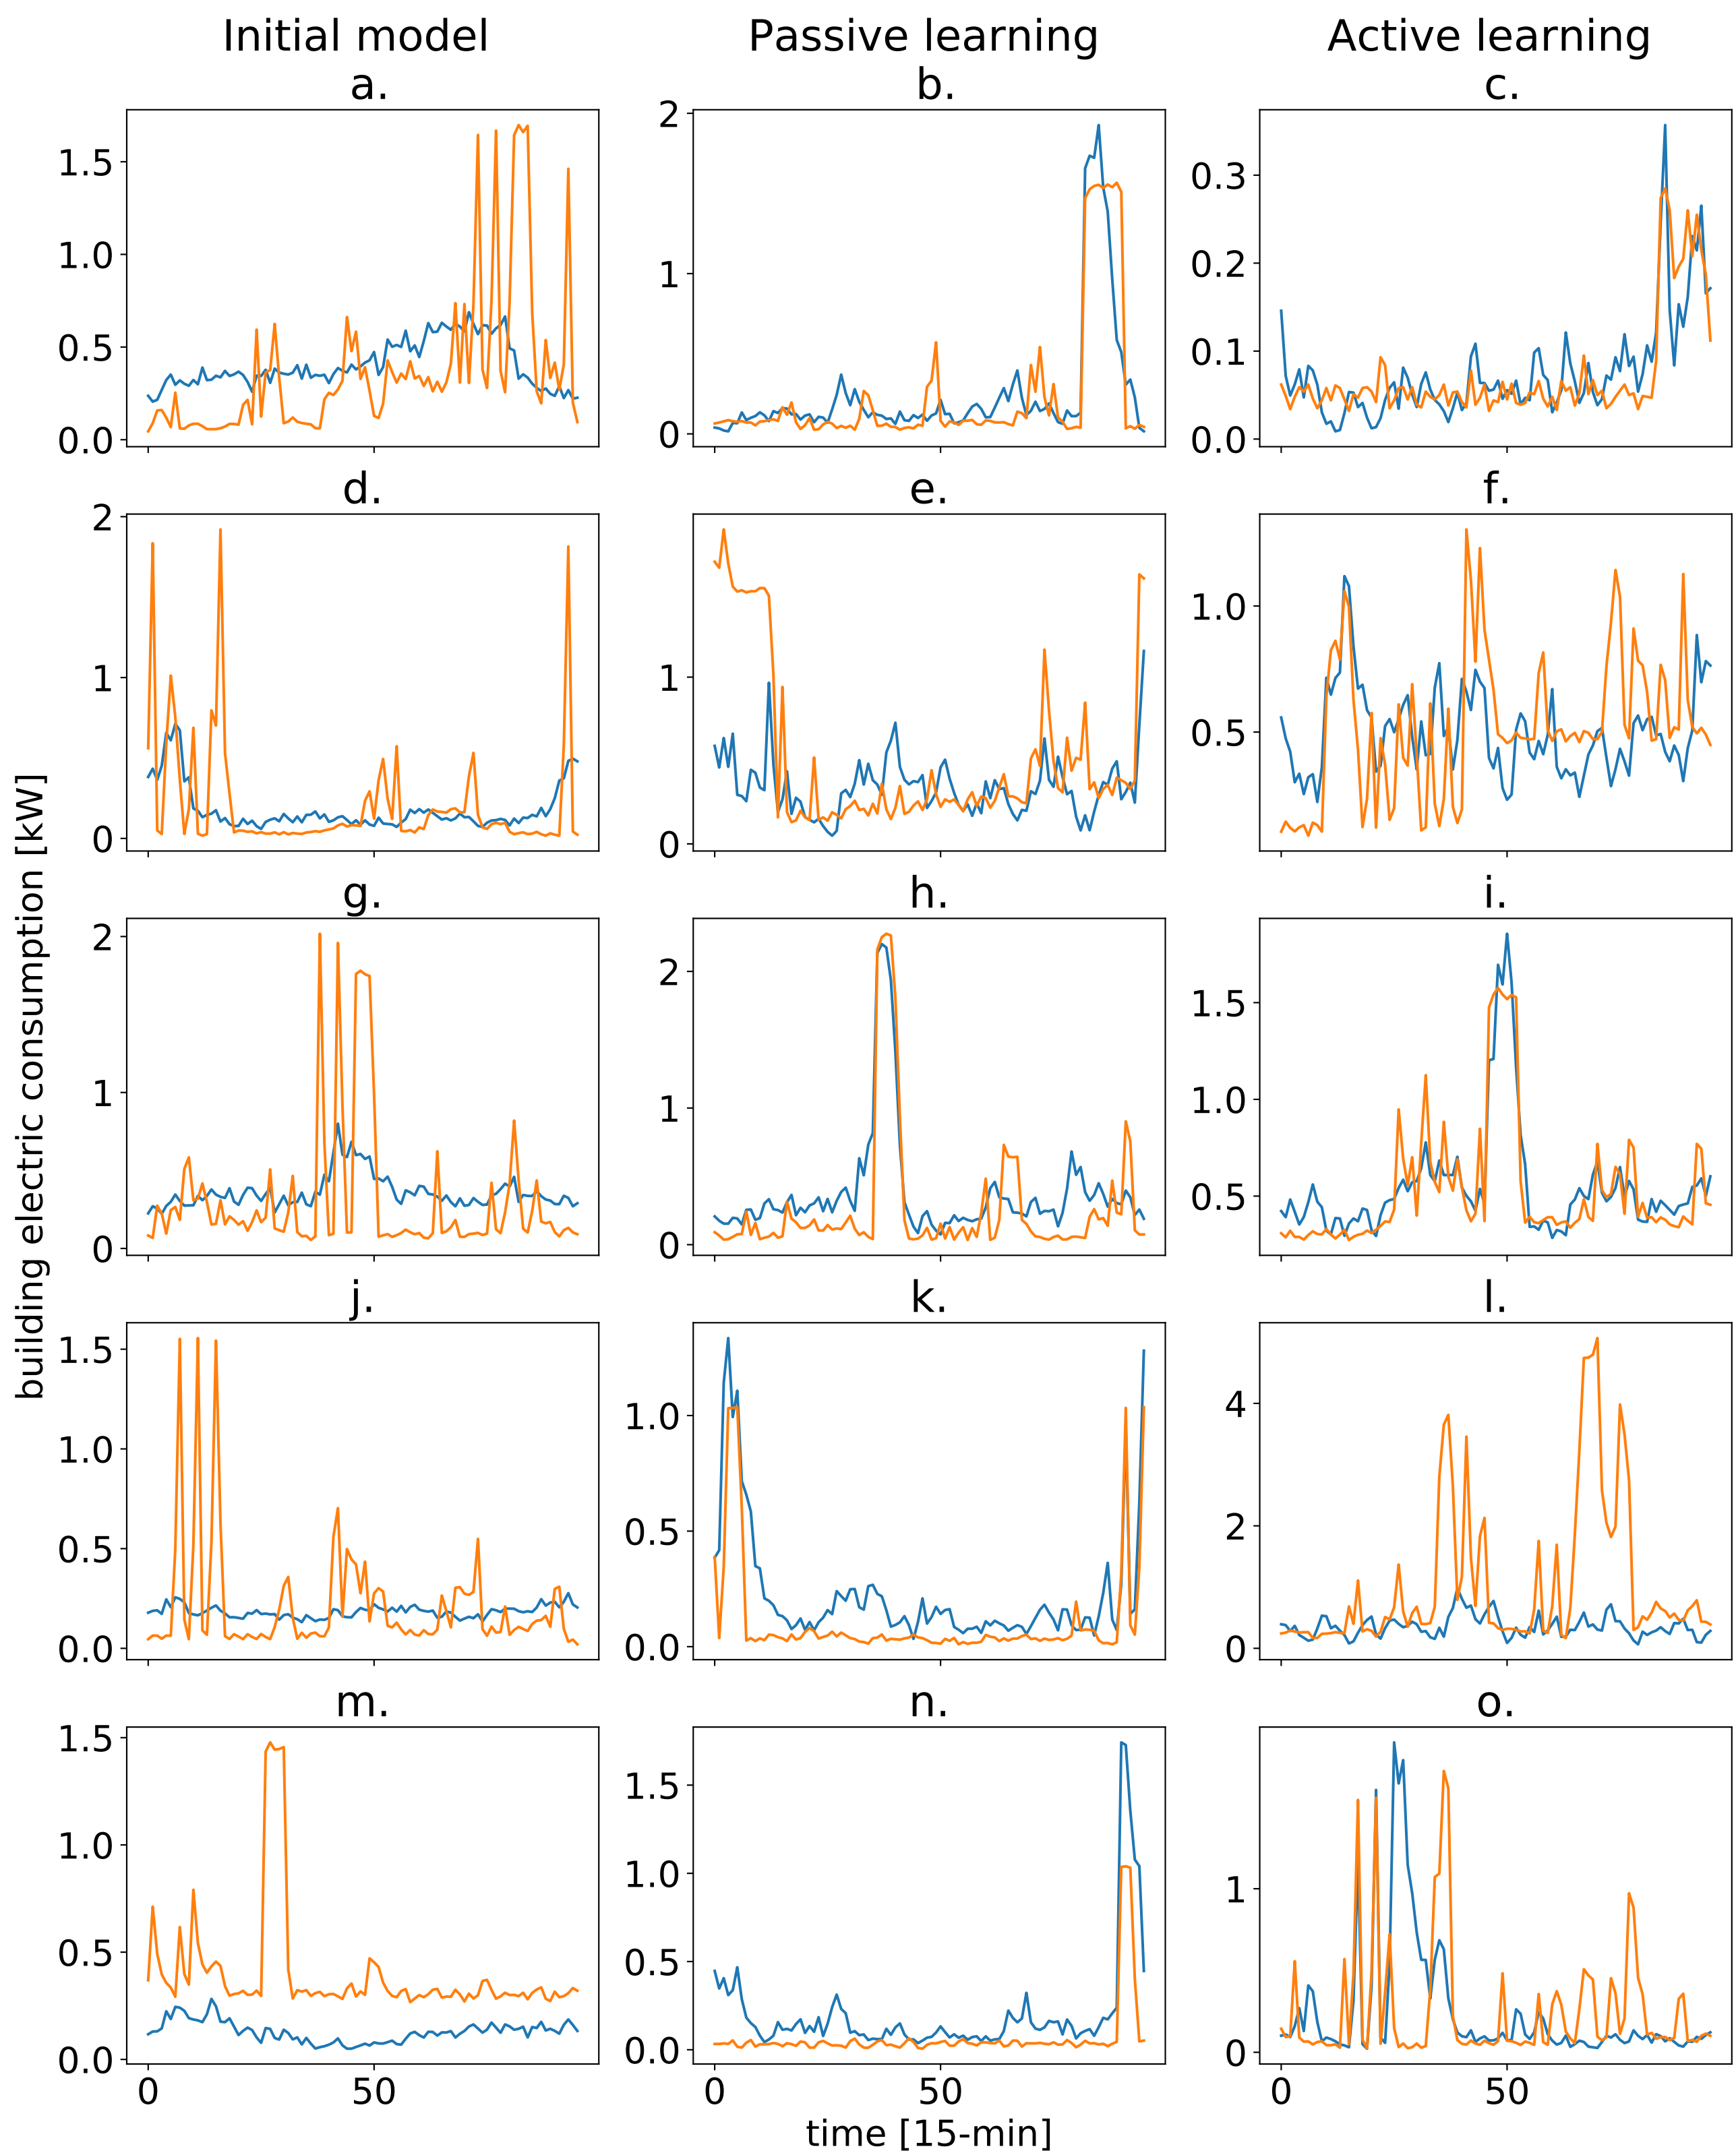 Initial model
Passive learning
Active learning
a.
b.
c.
1.5
1.0
0.5
0.0
2
1
0
0.3
0.2
0.1
0.0
d.
e.
f.
2
1
0
1
0
1.0
0.5
g.
h.
i.
2
1
0
2
1
0
1.5
1.0
0.5
building electric consumption [kW]
j.
k.
l.
1.5
1.0
0.5
0.0
1.0
0.5
0.0
4
2
0
m.
n.
o.
1.5
1.0
0.5
0.0
1.5
1.0
0.5
0.0
1
0
0 50
0 50
0 50
time [15-min]